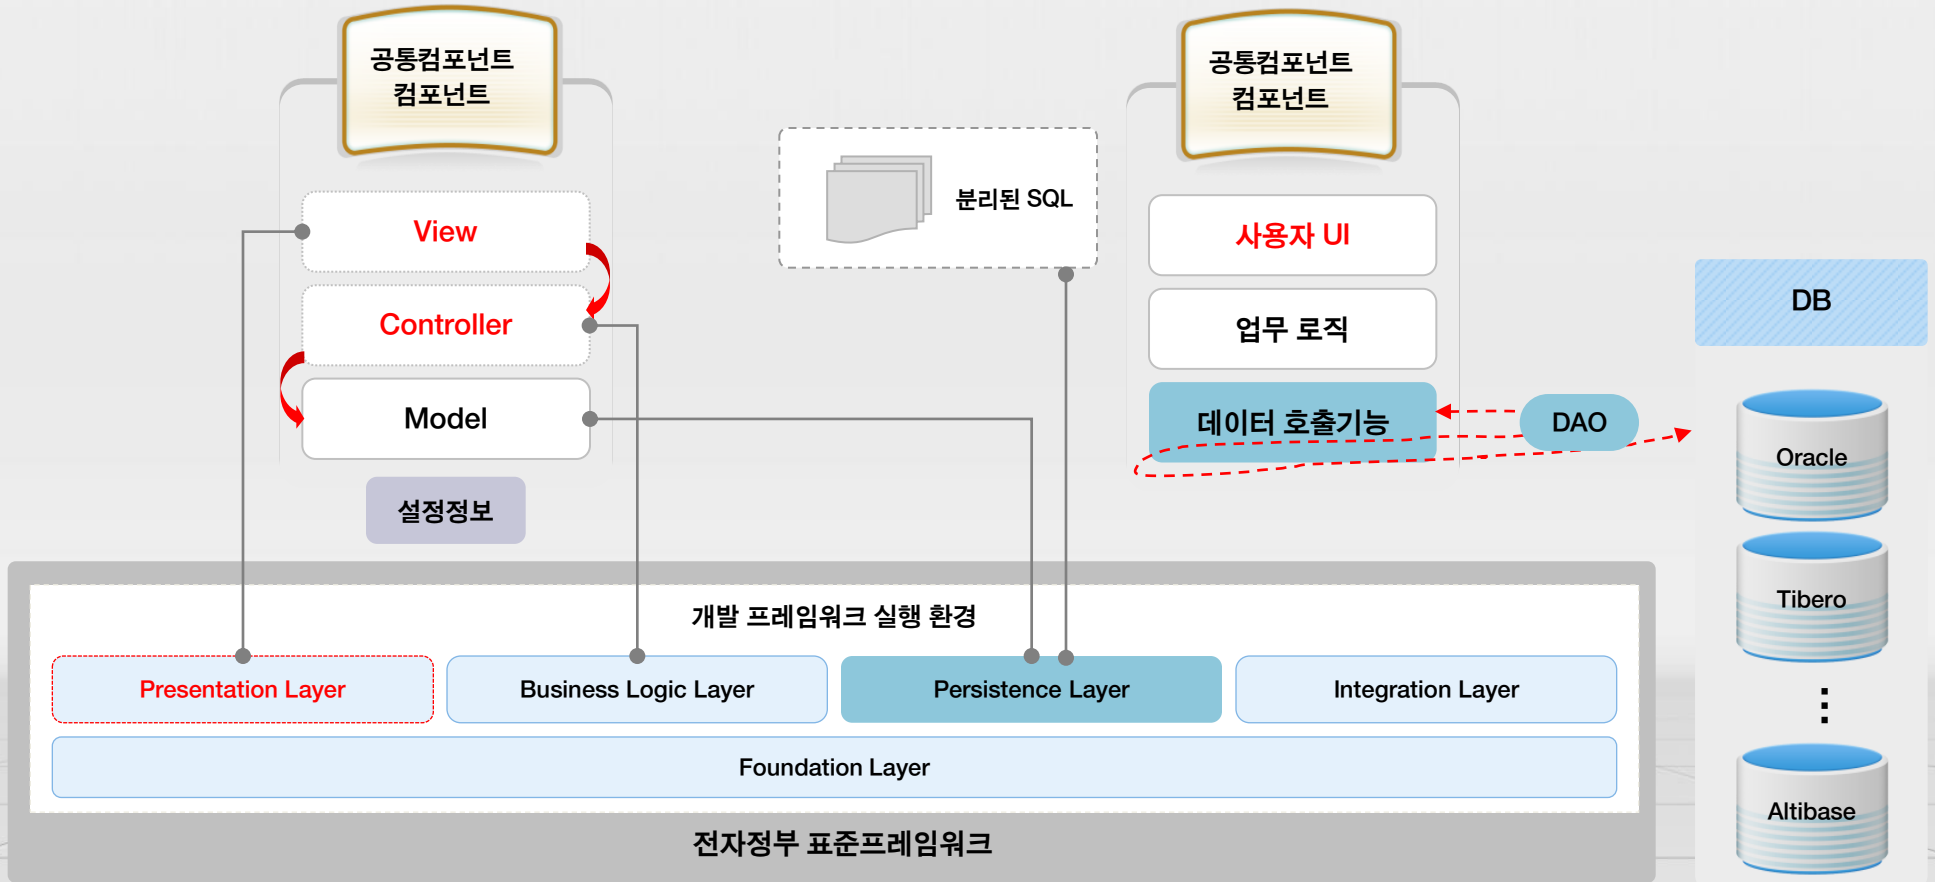 공통컴포넌트
컴포넌트
View
Controller
Model
설정정보
분리된 SQL
공통컴포넌트
컴포넌트
사용자 UI
업무 로직
데이터 호출기능
DAO
DB
Oracle
Tibero
Altibase
개발 프레임워크 실행 환경
Presentation Layer
Business Logic Layer
Persistence Layer
Integration Layer
Foundation Layer
전자정부 표준프레임워크